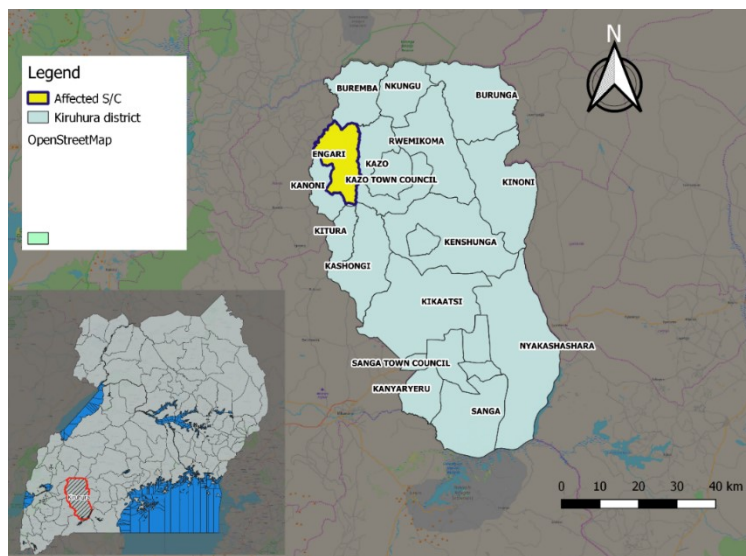 Legend
Affected S/C
Kiruhura district
OpenStreetMap
N
BUREMBA
NKUNGU
BURUNGA
RWEMIKOMA
ENGARI
KAZO
KAZO TOWN COUNCIL
KANONI
KINONI
KITURA
KENSHUNGA
KASHONGI
KIKAATSI
NYAKASHASHARA
SANGA TOWN COUNCIL
KANYARYERU
SANGA
0 10 20 30 40 km